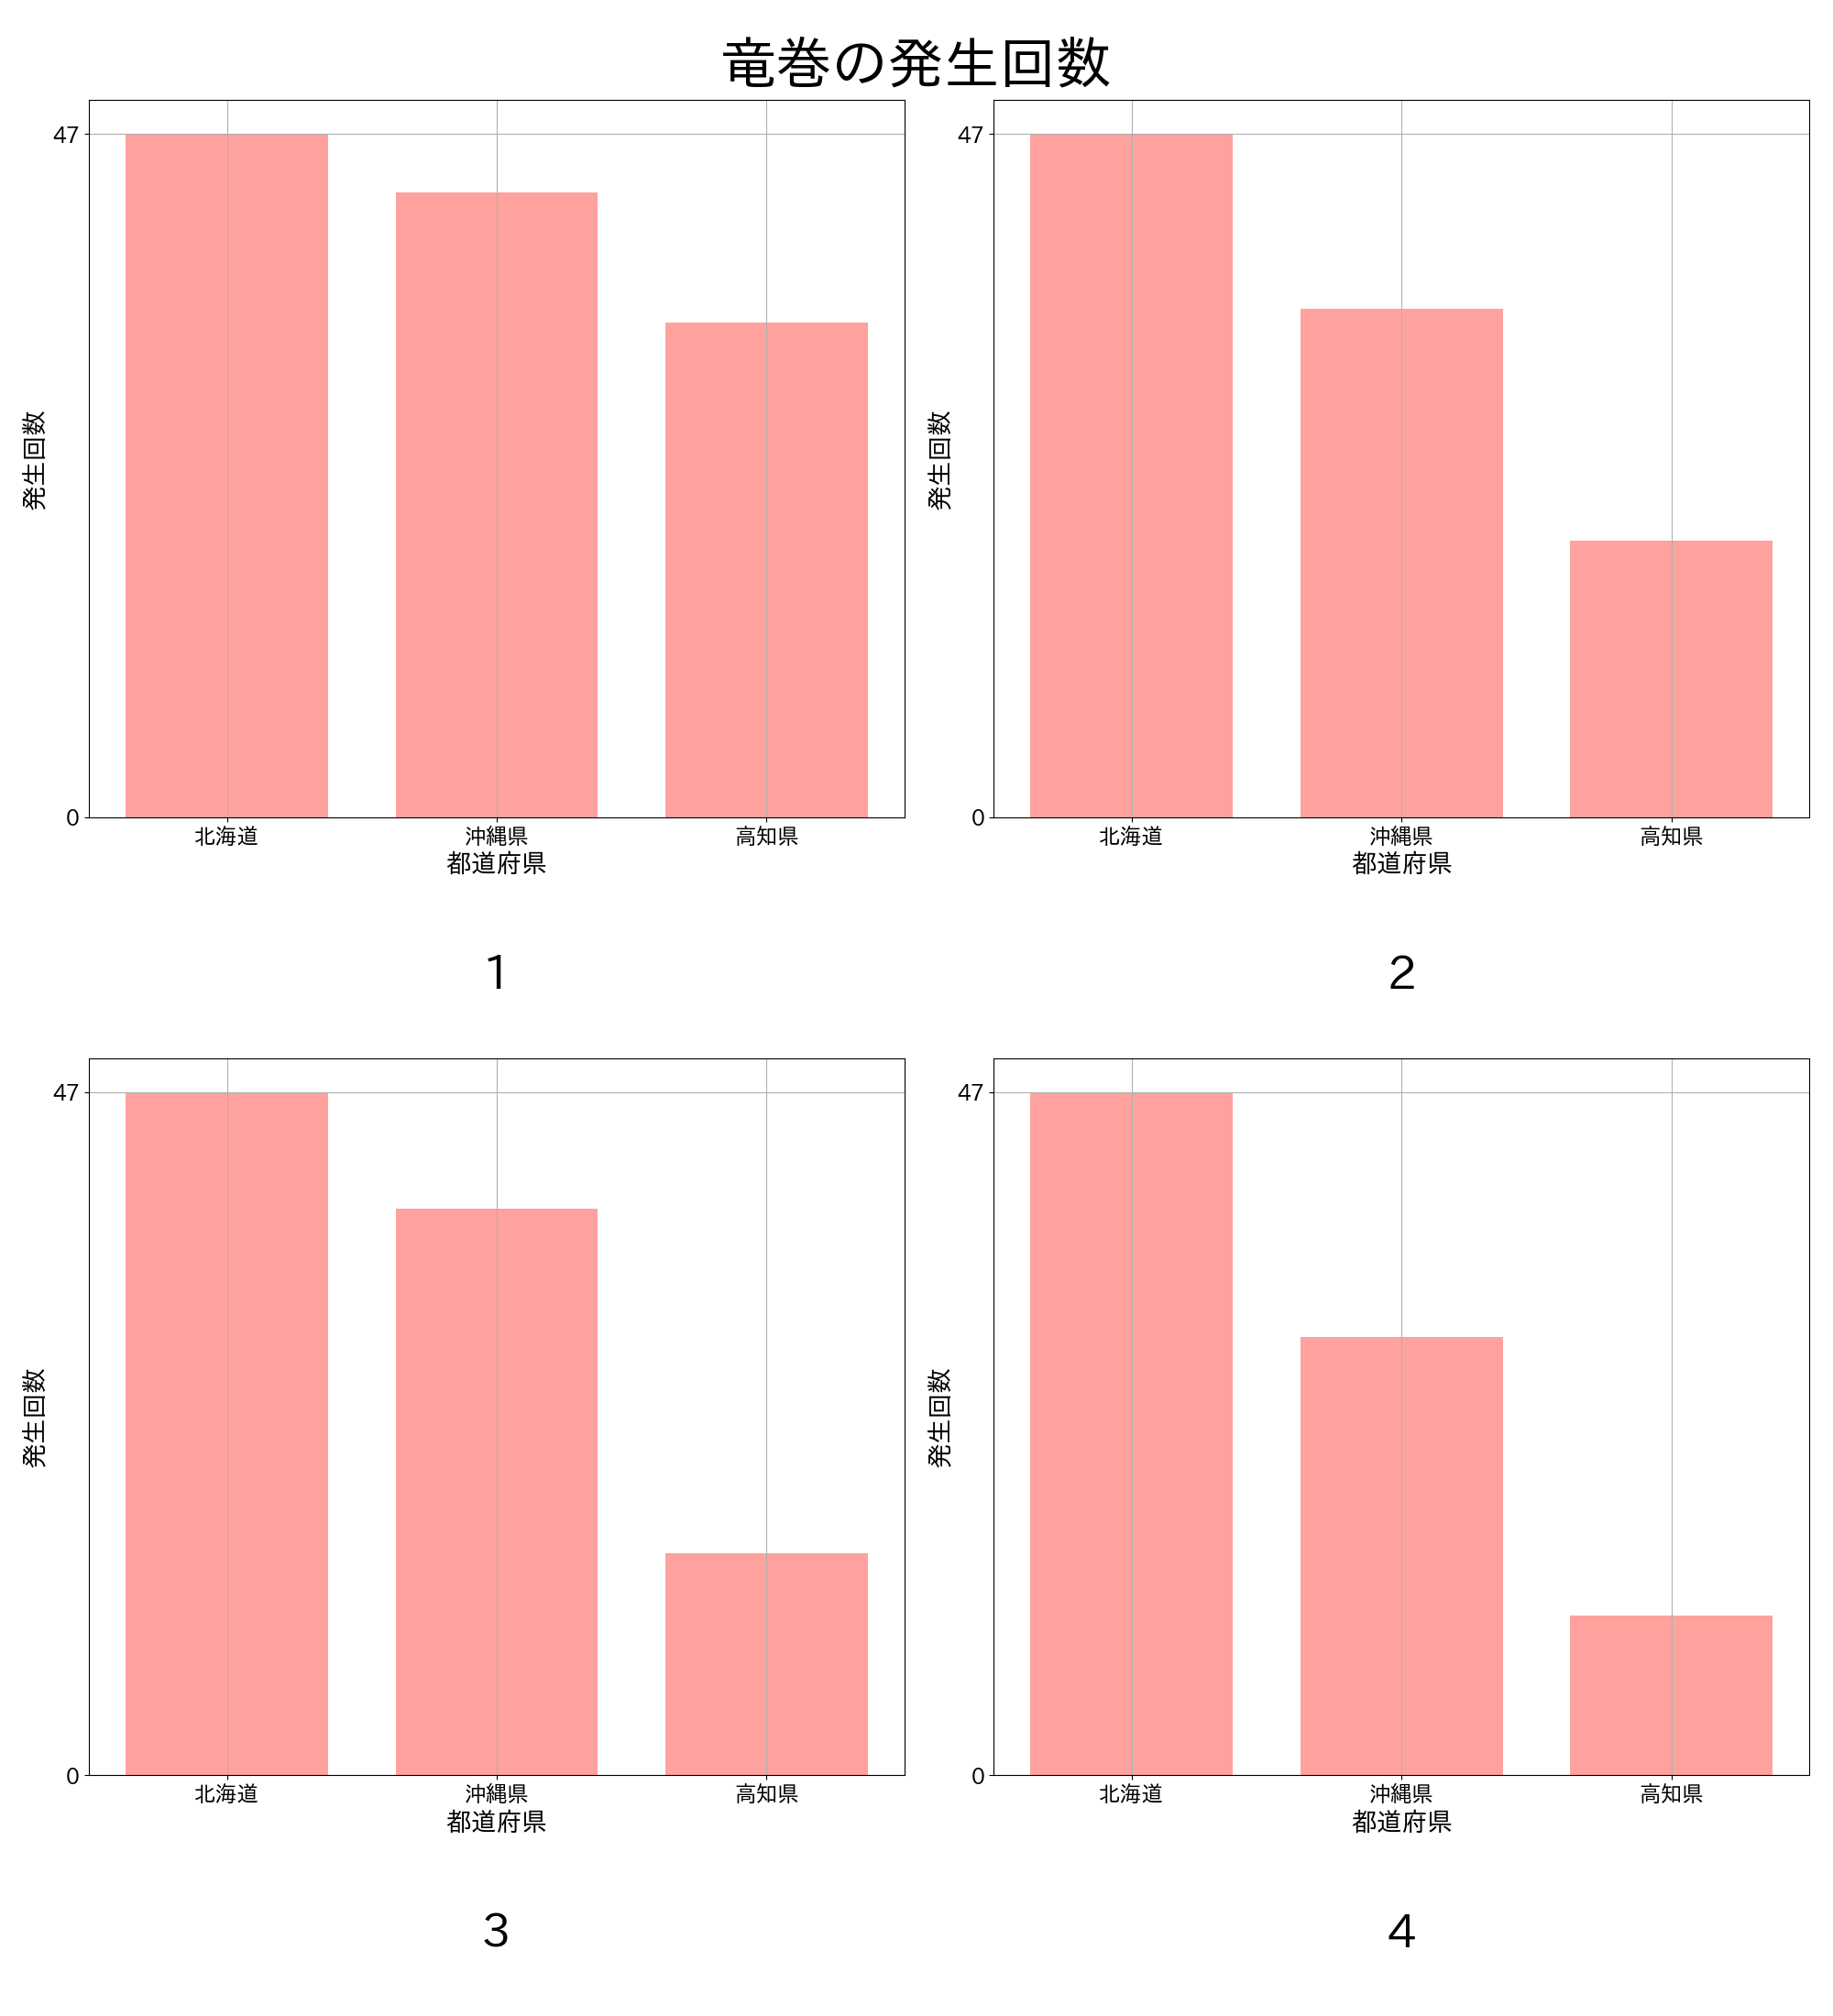 竜巻の発生回数
47
0
発生回数
北海道 沖縄県 高知県
都道府県
1
47
0
発生回数
北海道 沖縄県 高知県
都道府県
2
47
0
発生回数
北海道 沖縄県 高知県
都道府県
3
47
0
発生回数
北海道 沖縄県 高知県
都道府県
4